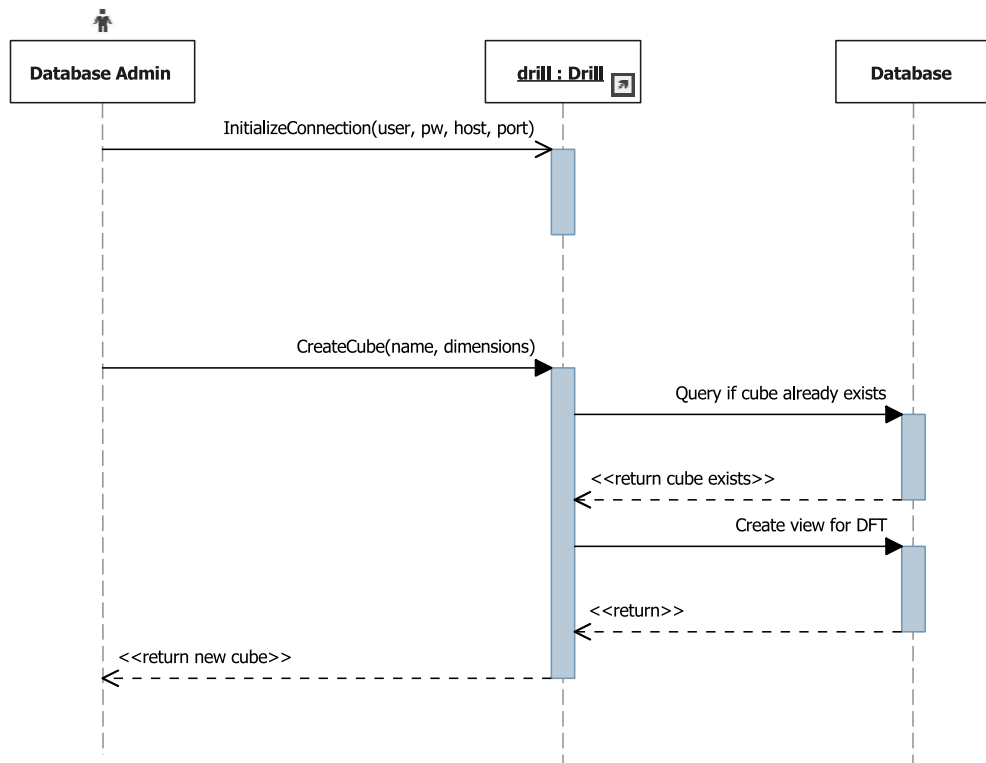 Database Admin
drill : Drill
Database
InitializeConnection(user, pw, host, port)
CreateCube(name, dimensions)
Query if cube already exists
<<return cube exists>>
Create view for DFT
<<return>>
<<return new cube>>